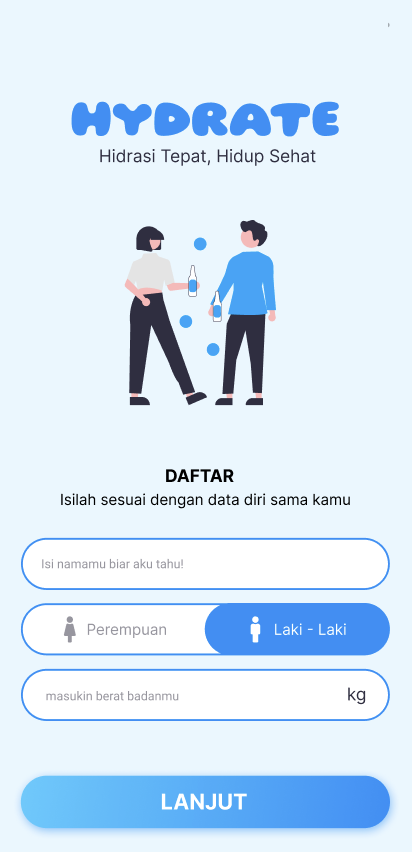 HYDRATE
Hidrasi Tepat, Hidup Sehat
DAFTAR
Isilah sesuai dengan data diri sama kamu
Isi namamu biar aku tahu!
Perempuan
Laki - Laki
masukin berat badanmu
kg
LANJUT